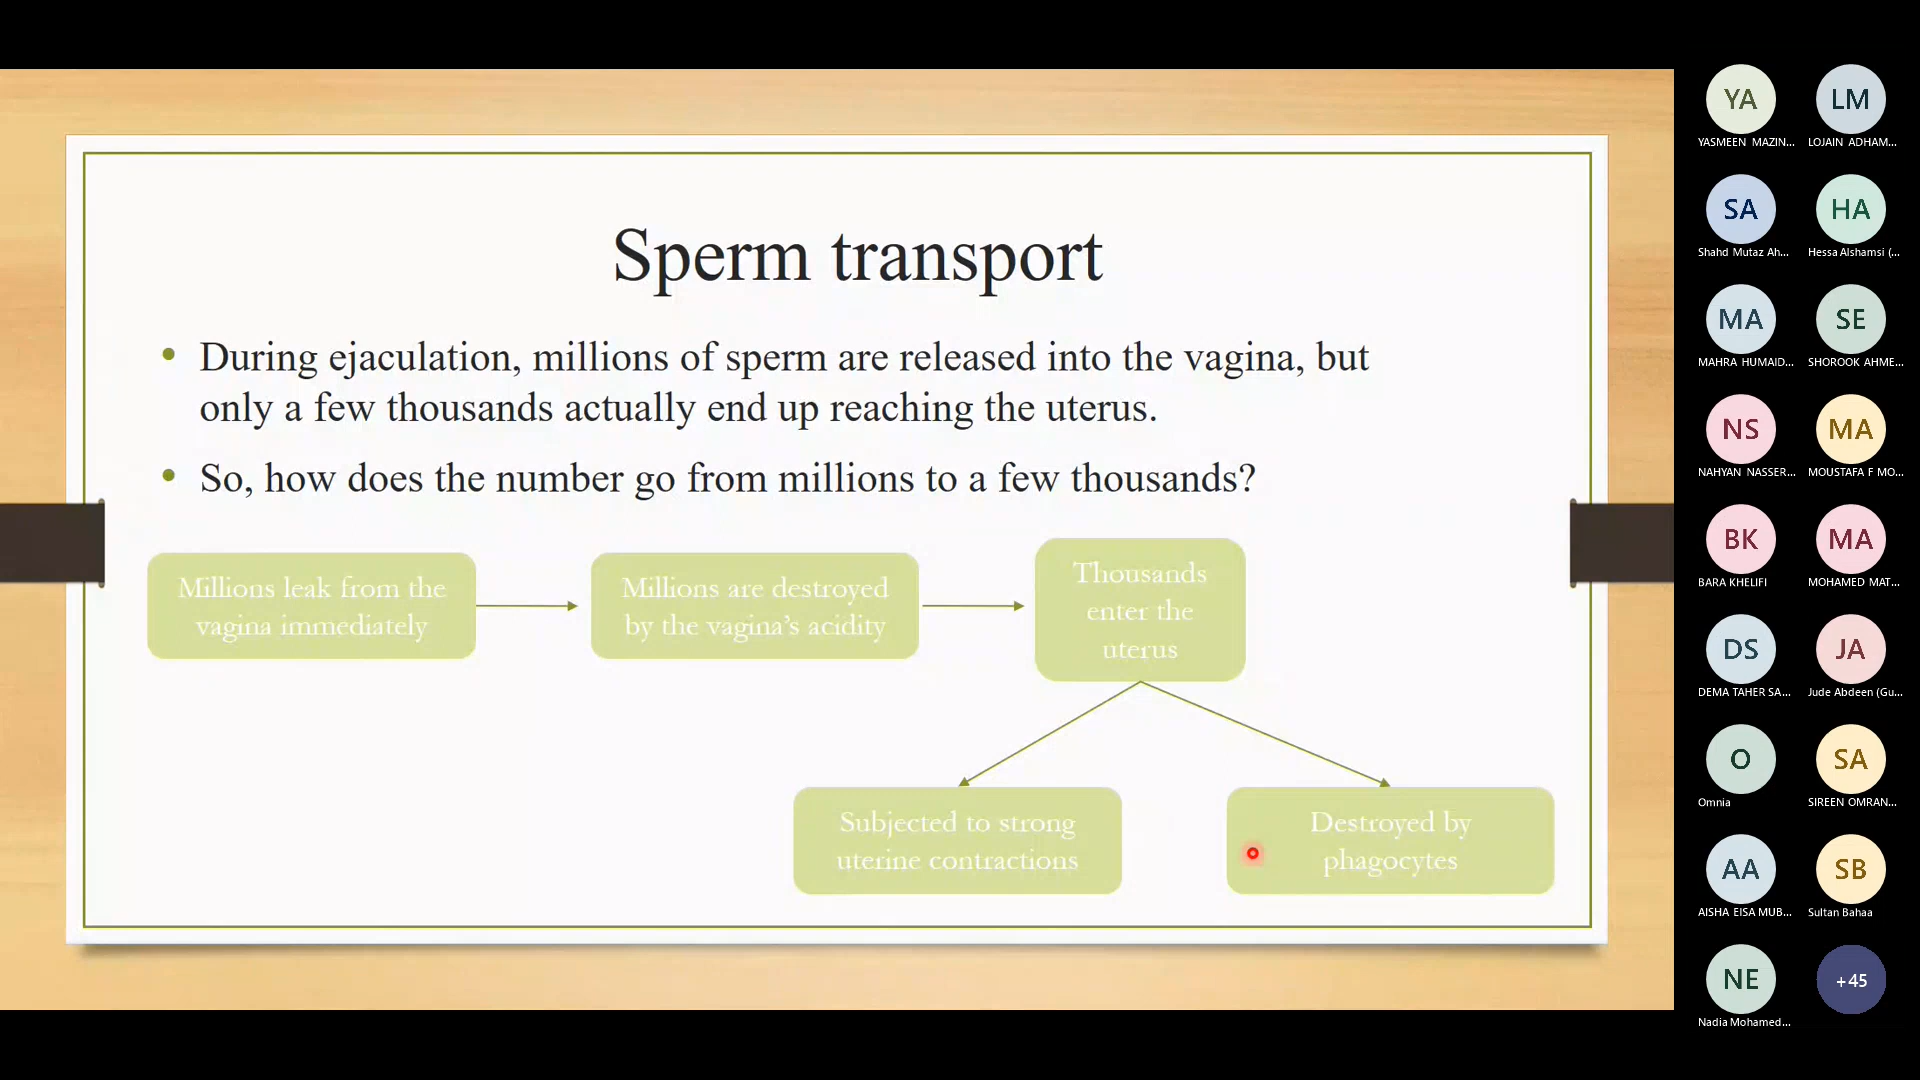 Sperm transport
• During ejaculation, millions of sperm are released into the vagina, but
only a few thousands actually end up reaching the uterus.
• So, how does the number go from millions to a few thousands?
Millions leak from the
vagina immediately
Millions are destroyed
by the vagina’s acidity
Thousands
enter the
uterus
Subjected to strong
uterine contractions
Destroyed by
phagocytes
YA
YASMEEN MAZIN...
LM
LOJAIN ADHAM...
SA
Shahd Mutaz Ah...
HA
Hessa Alshamsi (...
MA
MAHRA HUMAID...
SE
SHOROOK AHME...
NS
NAHYAN NASSER...
MA
MOUSTAFA F MO...
BK
BARA KHELIFI
MA
MOHAMED MAT...
DS
DEMA TAHER SA...
JA
Jude Abdeen (Gu...
O
Omnia
SA
SIREEN OMRAN...
AA
AISHA EISA MUB...
SB
Sultan Bahaa
NE
Nadia Mohamed...
+45